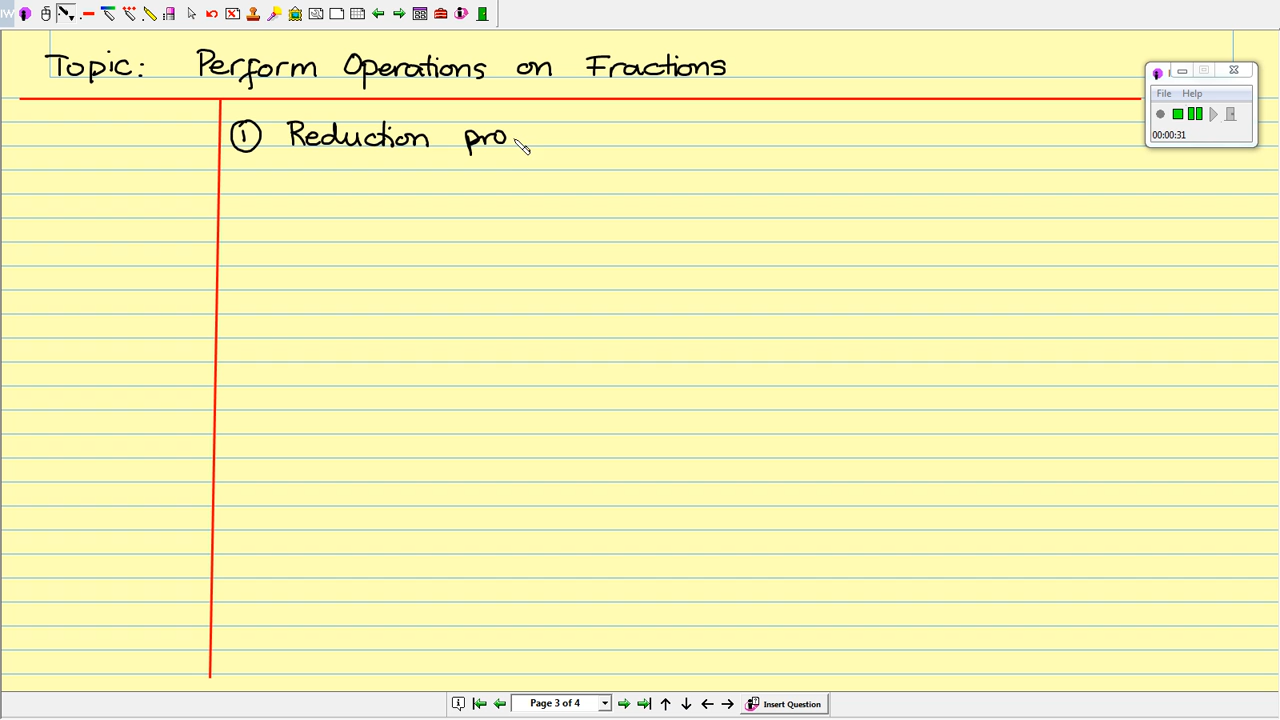 IW
Topic: Perform Operations on Fractions
File Help
00:00:31
① Reduction pro
Page 3 of 4
Insert Question